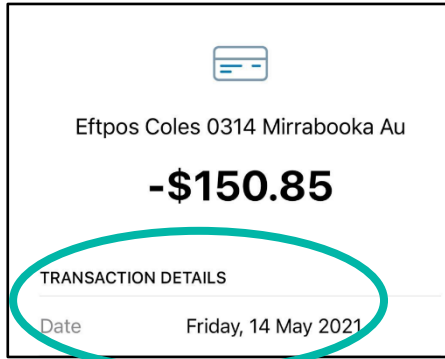 Eftpos Coles 0314 Mirrabooka Au
-$150.85
TRANSACTION DETAILS
Date Friday, 14 May 2021